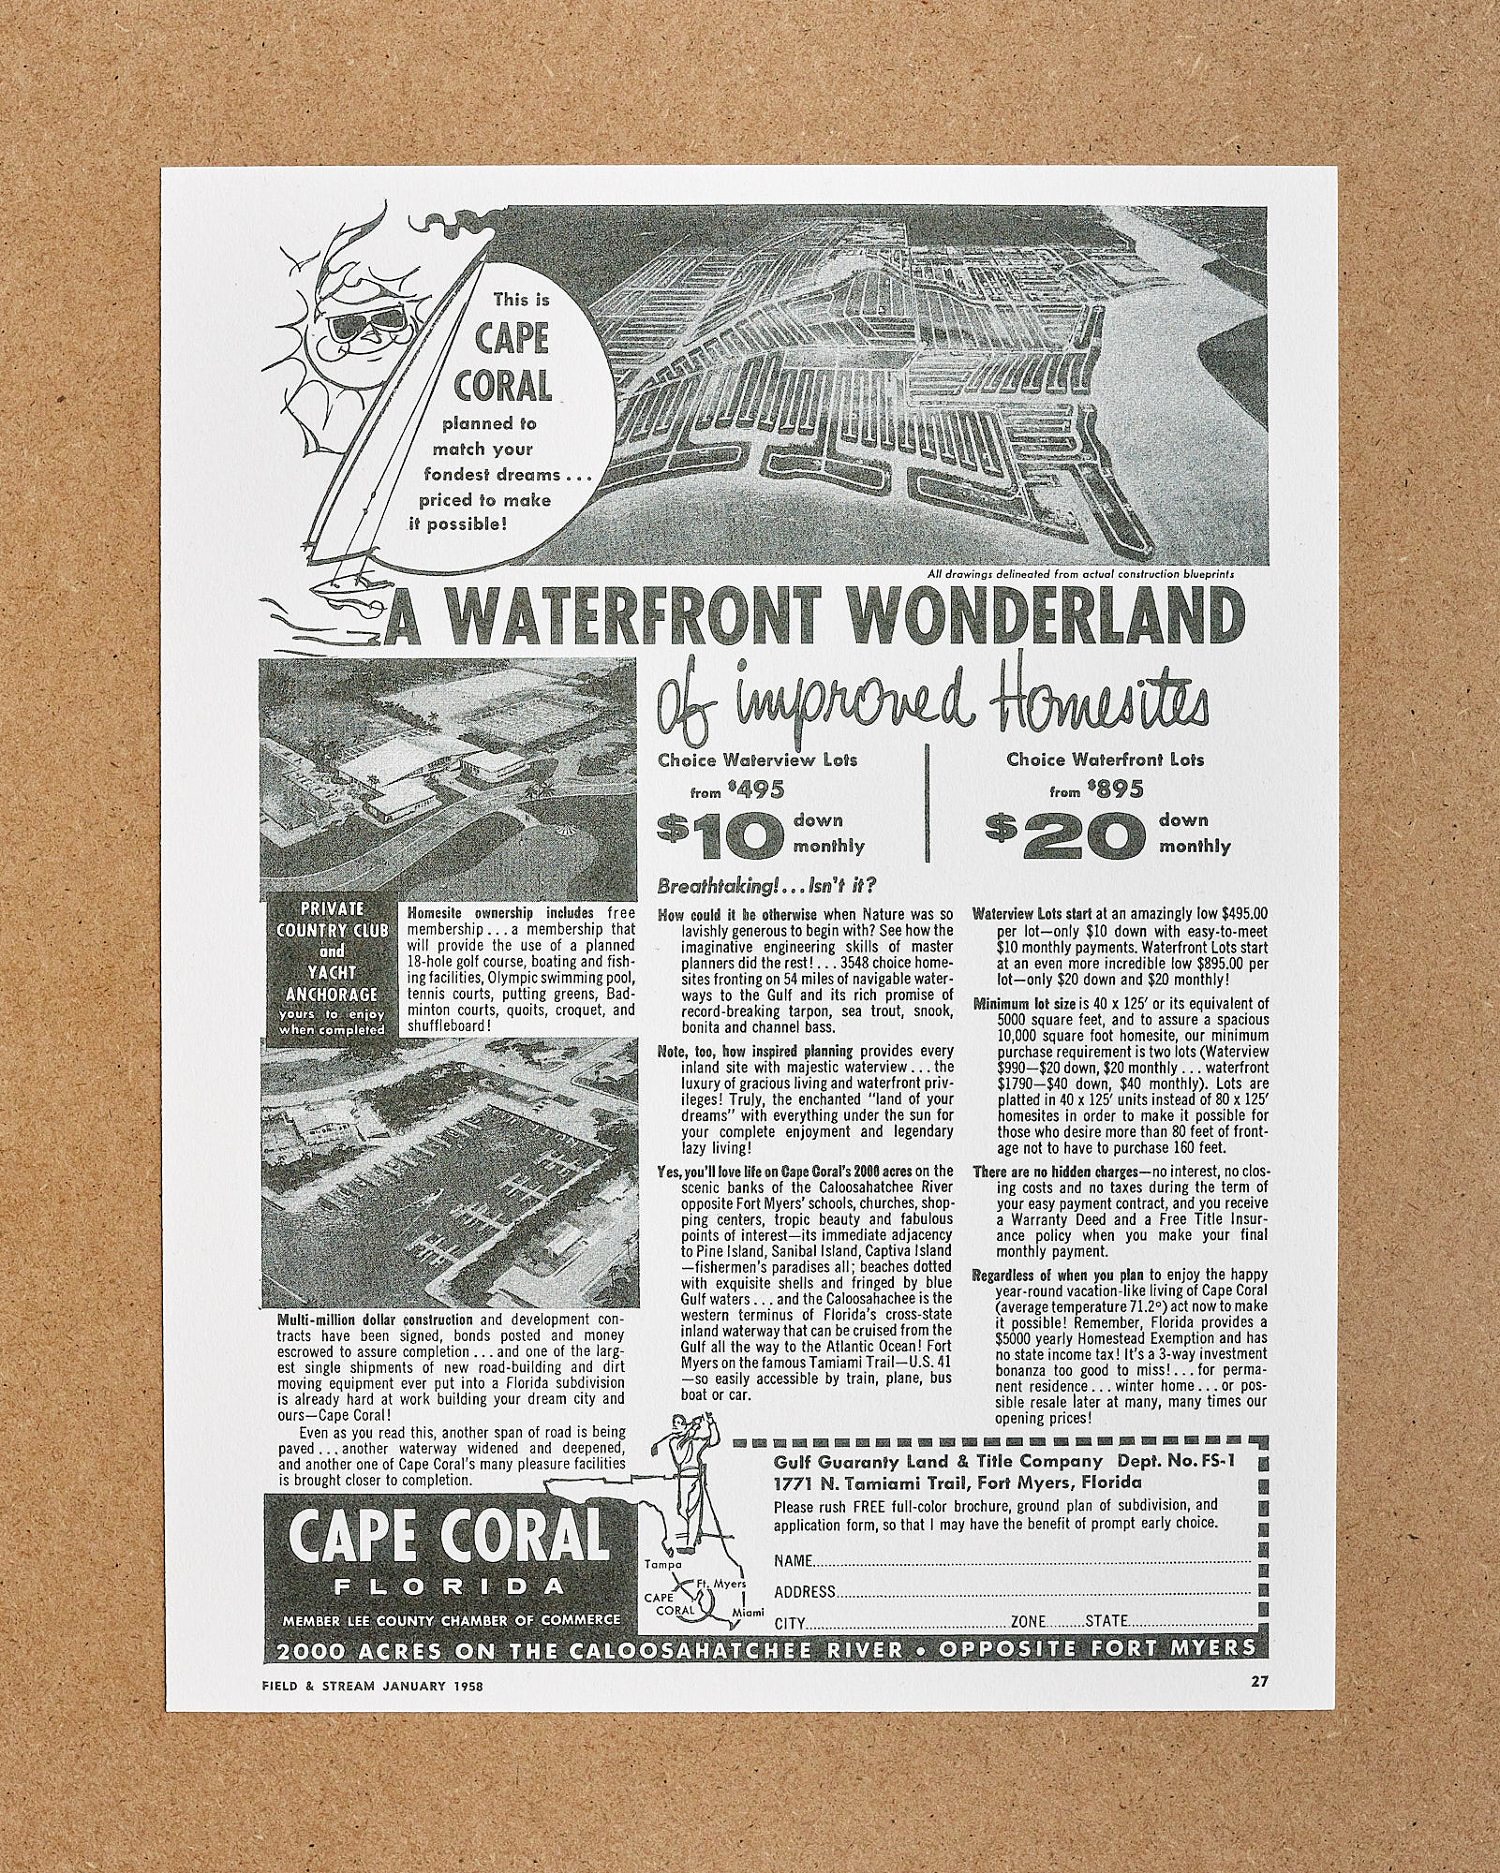 This is
CAPE
CORAL
planned to
match your
fondest dreams...
priced to make
it possible!
All drawings delineated from actual construction blueprints
A WATERFRONT WONDERLAND
of improved Homesites
Choice Waterview Lots
from $495
$10 down
monthly
Choice Waterfront Lots
from $895
$20 down
monthly
PRIVATE
COUNTRY CLUB
and
YACHT
ANCHORAGE
yours to enjoy
when completed
Homesite ownership includes free
membership...a membership that
will provide the use of a planned
18-hole golf course, boating and fish-
ing facilities, Olympic swimming pool,
tennis courts, putting greens, Bad-
minton courts, quoits, croquet, and
shuffleboard!
Multi-million dollar construction and development con-
tracts have been signed, bonds posted and money
escrowed to assure completion...and one of the larg-
est single shipments of new road-building and dirt
moving equipment ever put into a Florida subdivision
is already hard at work building your dream city and
ours—Cape Coral!
Even as you read this, another span of road is being
paved...another waterway widened and deepened,
and another one of Cape Coral's many pleasure facilities
is brought closer to completion.
Breathtaking!...Isn't it?
How could it be otherwise when Nature was so
lavishly generous to begin with? See how the
imaginative engineering skills of master
planners did the rest!...3548 choice home-
sites fronting on 54 miles of navigable water-
ways to the Gulf and its rich promise of
record-breaking tarpon, sea trout, snook,
bonita and channel bass.
Note, too, how inspired planning provides every
inland site with majestic waterview...the
luxury of gracious living and waterfront priv-
ileges! Truly, the enchanted "land of your
dreams" with everything under the sun for
your complete enjoyment and legendary
lazy living!
Yes, you'll love life on Cape Coral's 2000 acres on the
scenic banks of the Caloosahatchee River
opposite Fort Myers' schools, churches, shop-
ping centers, tropic beauty and fabulous
points of interest—its immediate adjacency
to Pine Island, Sanibal Island, Captiva Island
—fishermen's paradises all; beaches dotted
with exquisite shells and fringed by blue
Gulf waters...and the Caloosahachee is the
western terminus of Florida's cross-state
inland waterway that can be cruised from the
Gulf all the way to the Atlantic Ocean! Fort
Myers on the famous Tamiami Trail—U.S. 41
—so easily accessible by train, plane, bus
boat or car.
Waterview Lots start at an amazingly low $495.00
per lot—only $10 down with easy-to-meet
$10 monthly payments. Waterfront Lots start
at an even more incredible low $895.00 per
lot—only $20 down and $20 monthly!
Minimum lot size is 40 x 125' or its equivalent of
5000 square feet, and to assure a spacious
10,000 square foot homesite, our minimum
purchase requirement is two lots (Waterview
$990—$20 down, $20 monthly...waterfront
$1790—$40 down, $40 monthly). Lots are
platted in 40 x 125' units instead of 80 x 125'
homesites in order to make it possible for
those who desire more than 80 feet of front-
age not to have to purchase 160 feet.
There are no hidden charges—no interest, no clos-
ing costs and no taxes during the term of
your easy payment contract, and you receive
a Warranty Deed and a Free Title Insur-
ance policy when you make your final
monthly payment.
Regardless of when you plan to enjoy the happy
year-round vacation-like living of Cape Coral
(average temperature 71.2°) act now to make
it possible! Remember, Florida provides a
$5000 yearly Homestead Exemption and has
no state income tax! It's a 3-way investment
bonanza too good to miss!...for perma-
nent residence...winter home...or pos-
sible resale later at many, many times our
opening prices!
CAPE CORAL
FLORIDA
MEMBER LEE COUNTY CHAMBER OF COMMERCE
Tampa
Ft. Myers
CAPE
CORAL
Miami
Gulf Guaranty Land & Title Company Dept. No. FS-1
1771 N. Tamiami Trail, Fort Myers, Florida
Please rush FREE full-color brochure, ground plan of subdivision, and
application form, so that I may have the benefit of prompt early choice.
NAME
ADDRESS
CITY ZONE STATE
2000 ACRES ON THE CALOOSAHATCHEE RIVER • OPPOSITE FORT MYERS
FIELD & STREAM JANUARY 1958
27